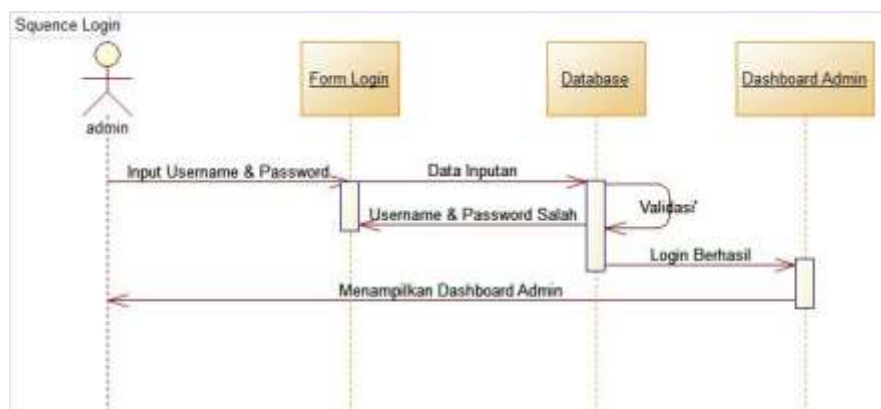 Squence Login
Form Login
Database
Dashboard Admin
admin
Input Username & Password
Data Inputan
Validasi'
Username & Password Salah
Login Berhasil
Menampilkan Dashboard Admin